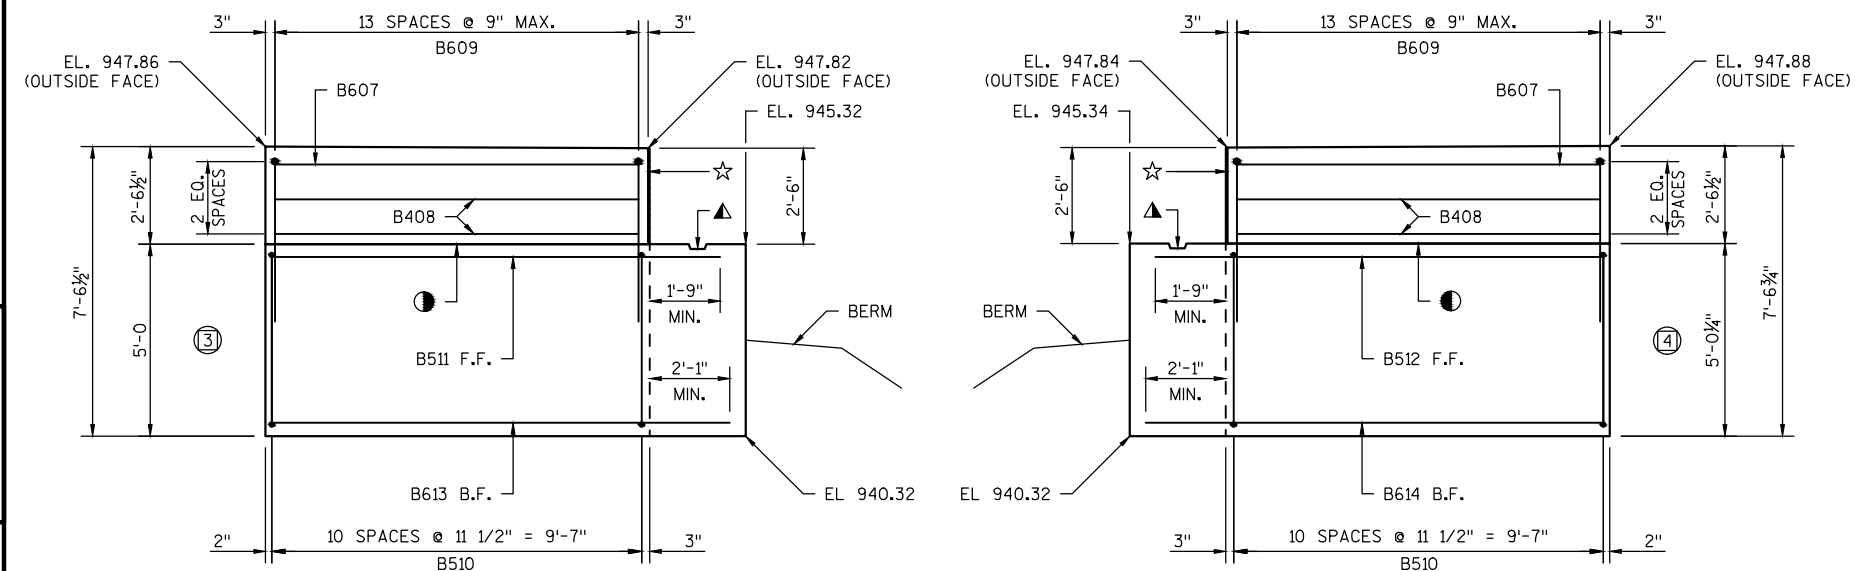 3"
13 SPACES @ 9" MAX.
3"
B609
EL. 947.86
(OUTSIDE FACE)
EL. 947.82
(OUTSIDE FACE)
B607
EL. 945.32
2'-6½"
2 EQ.
SPACES
B408
2'-6"
7'-6½"
5'-0
3
1'-9"
MIN.
BERM
B511 F.F.
2'-1"
MIN.
B613 B.F.
EL 940.32
2"
10 SPACES @ 11 1/2" = 9'-7"
3"
B510
3"
13 SPACES @ 9" MAX.
3"
B609
EL. 947.84
(OUTSIDE FACE)
EL. 947.88
(OUTSIDE FACE)
B607
EL. 945.34
2'-6"
B408
2 EQ.
SPACES
2'-6½"
7'-6¾"
5'-0¼"
4
1'-9"
MIN.
BERM
B512 F.F.
2'-1"
MIN.
B614 B.F.
EL 940.32
3"
10 SPACES @ 11 1/2" = 9'-7"
2"
B510